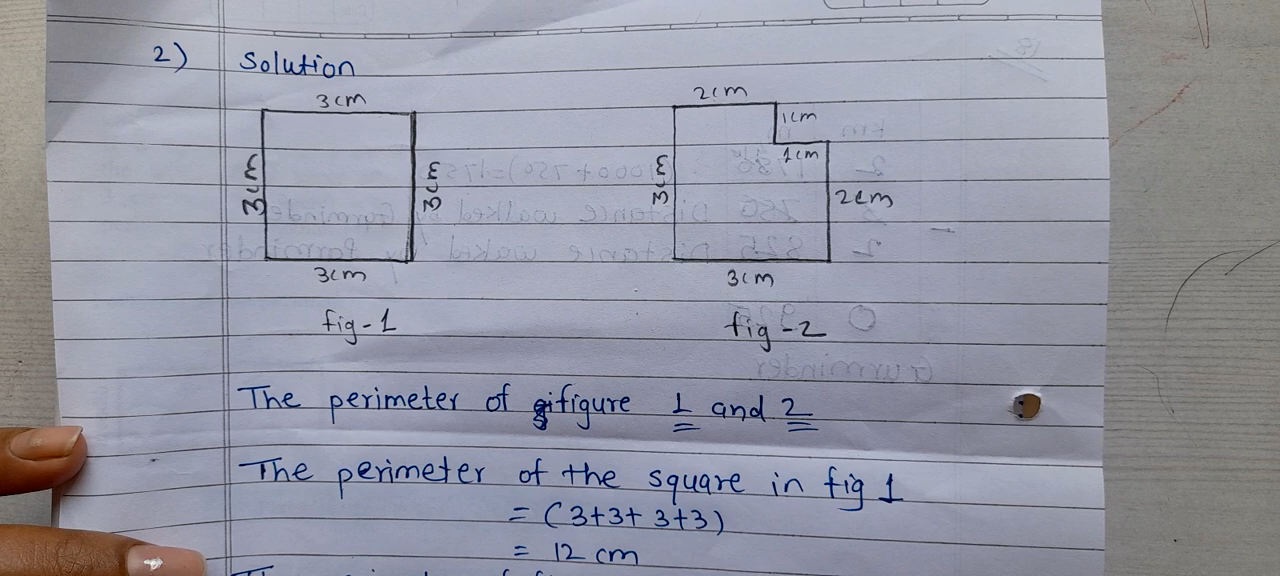 2) Solution
3cm
3cm
3cm
3cm
fig-1
2cm
1cm
1cm
3cm
2cm
3cm
fig-2
The perimeter of figure 1 and 2
The perimeter of the square in fig 1
= (3+3+3+3)
= 12 cm